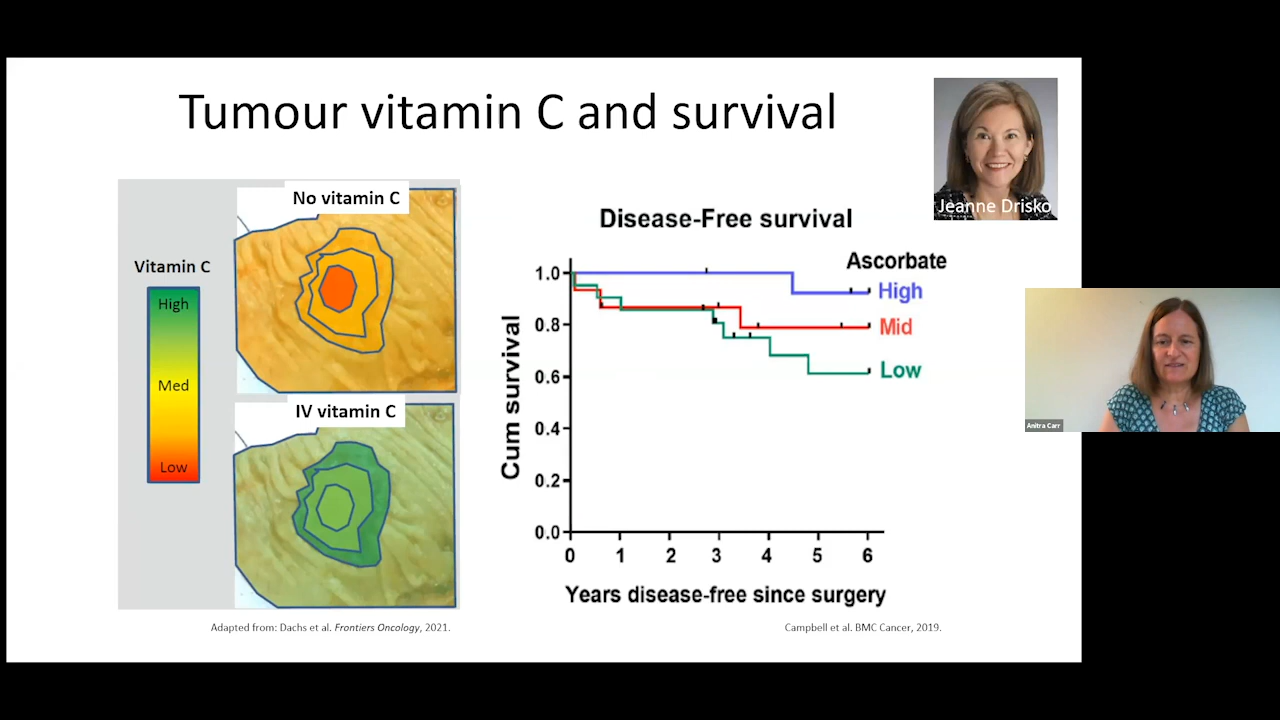 Tumour vitamin C and survival
Jeanne Drisko
No vitamin C
Vitamin C
High
Med
Low
IV vitamin C
Adapted from: Dachs et al. Frontiers Oncology, 2021.
Disease-Free survival
Ascorbate
High
Mid
Low
Cum survival
1.0
0.8
0.6
0.4
0.2
0.0
0 1 2 3 4 5 6
Years disease-free since surgery
Campbell et al. BMC Cancer, 2019.
Anitra Carr